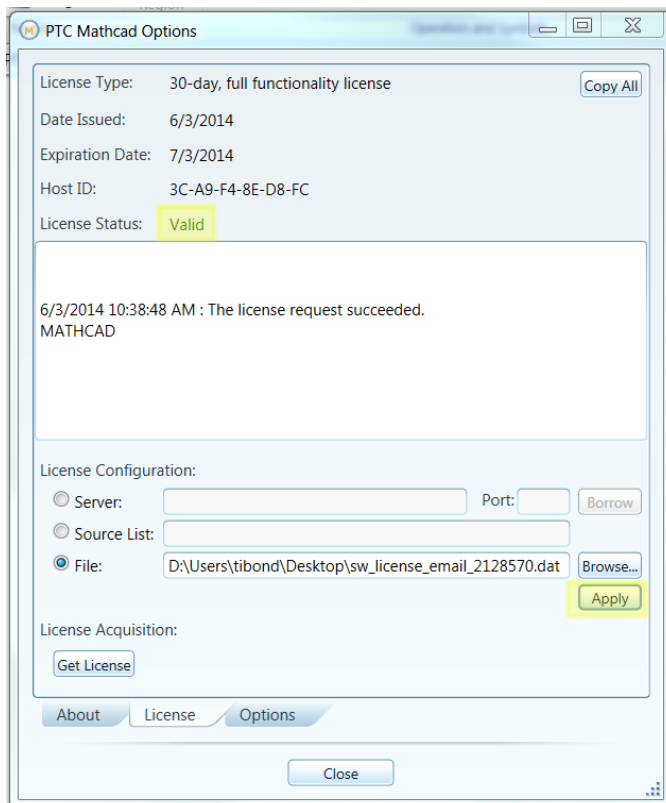 PTC Mathcad Options
License Type: 30-day, full functionality license Copy All
Date Issued: 6/3/2014
Expiration Date: 7/3/2014
Host ID: 3C-A9-F4-8E-D8-FC
License Status: Valid
6/3/2014 10:38:48 AM : The license request succeeded.
MATHCAD
License Configuration:
Server: Port: Borrow
Source List:
File: D:\Users\tibond\Desktop\sw_license_email_2128570.dat Browse...
Apply
License Acquisition:
Get License
About License Options
Close